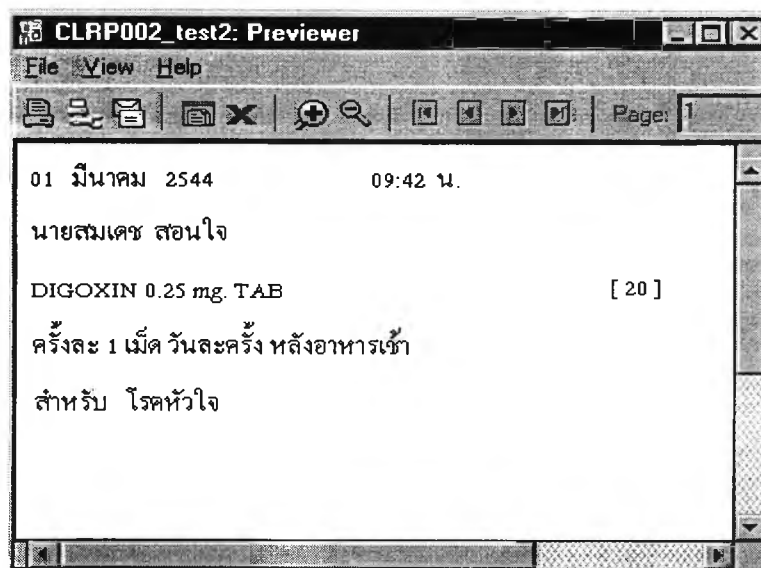 CLRP002_test2: Previewer
File View Help
Page: 1
01 มีนาคม 2544 09:42 น.
นายสมเดช สอนใจ
DIGOXIN 0.25 mg. TAB [ 20 ]
ครั้งละ 1 เม็ด วันละครั้ง หลังอาหารเช้า
สำหรับ โรคหัวใจ